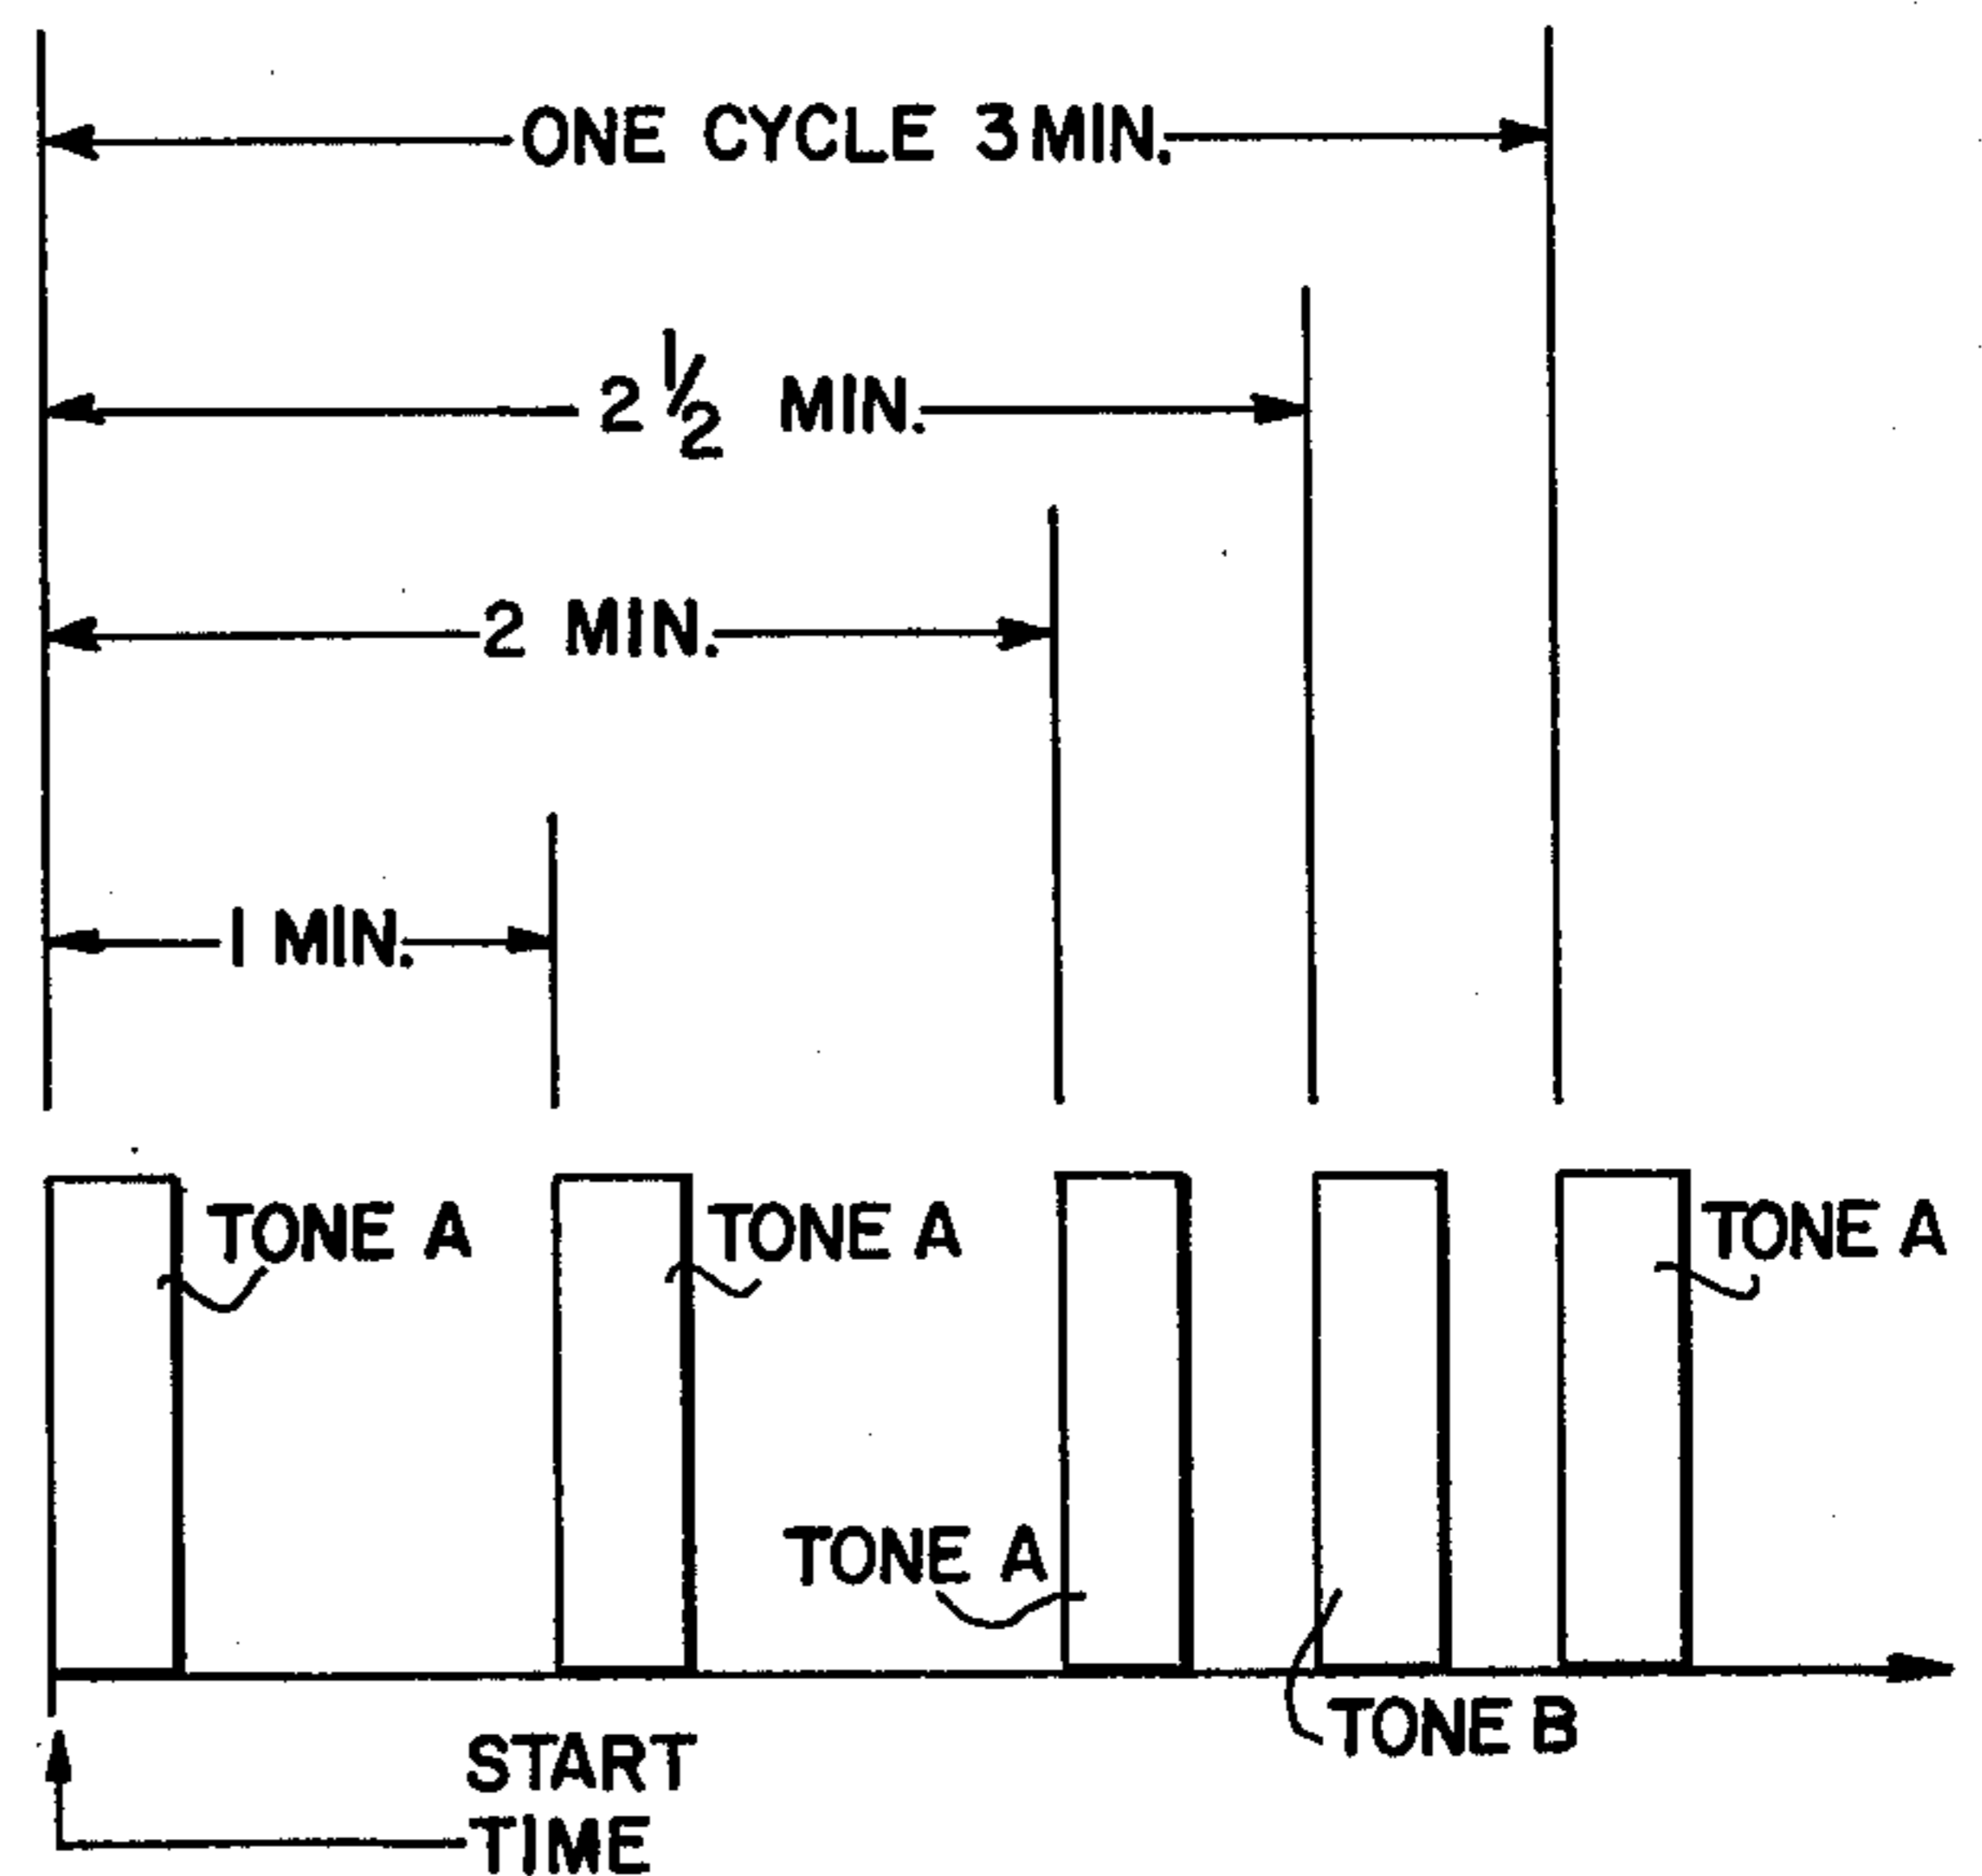 ONE CYCLE 3 MIN.
2 1/2 MIN.
2 MIN.
1 MIN.
TONE A
TONE A
TONE A
TONE A
TONE B
START
TIME